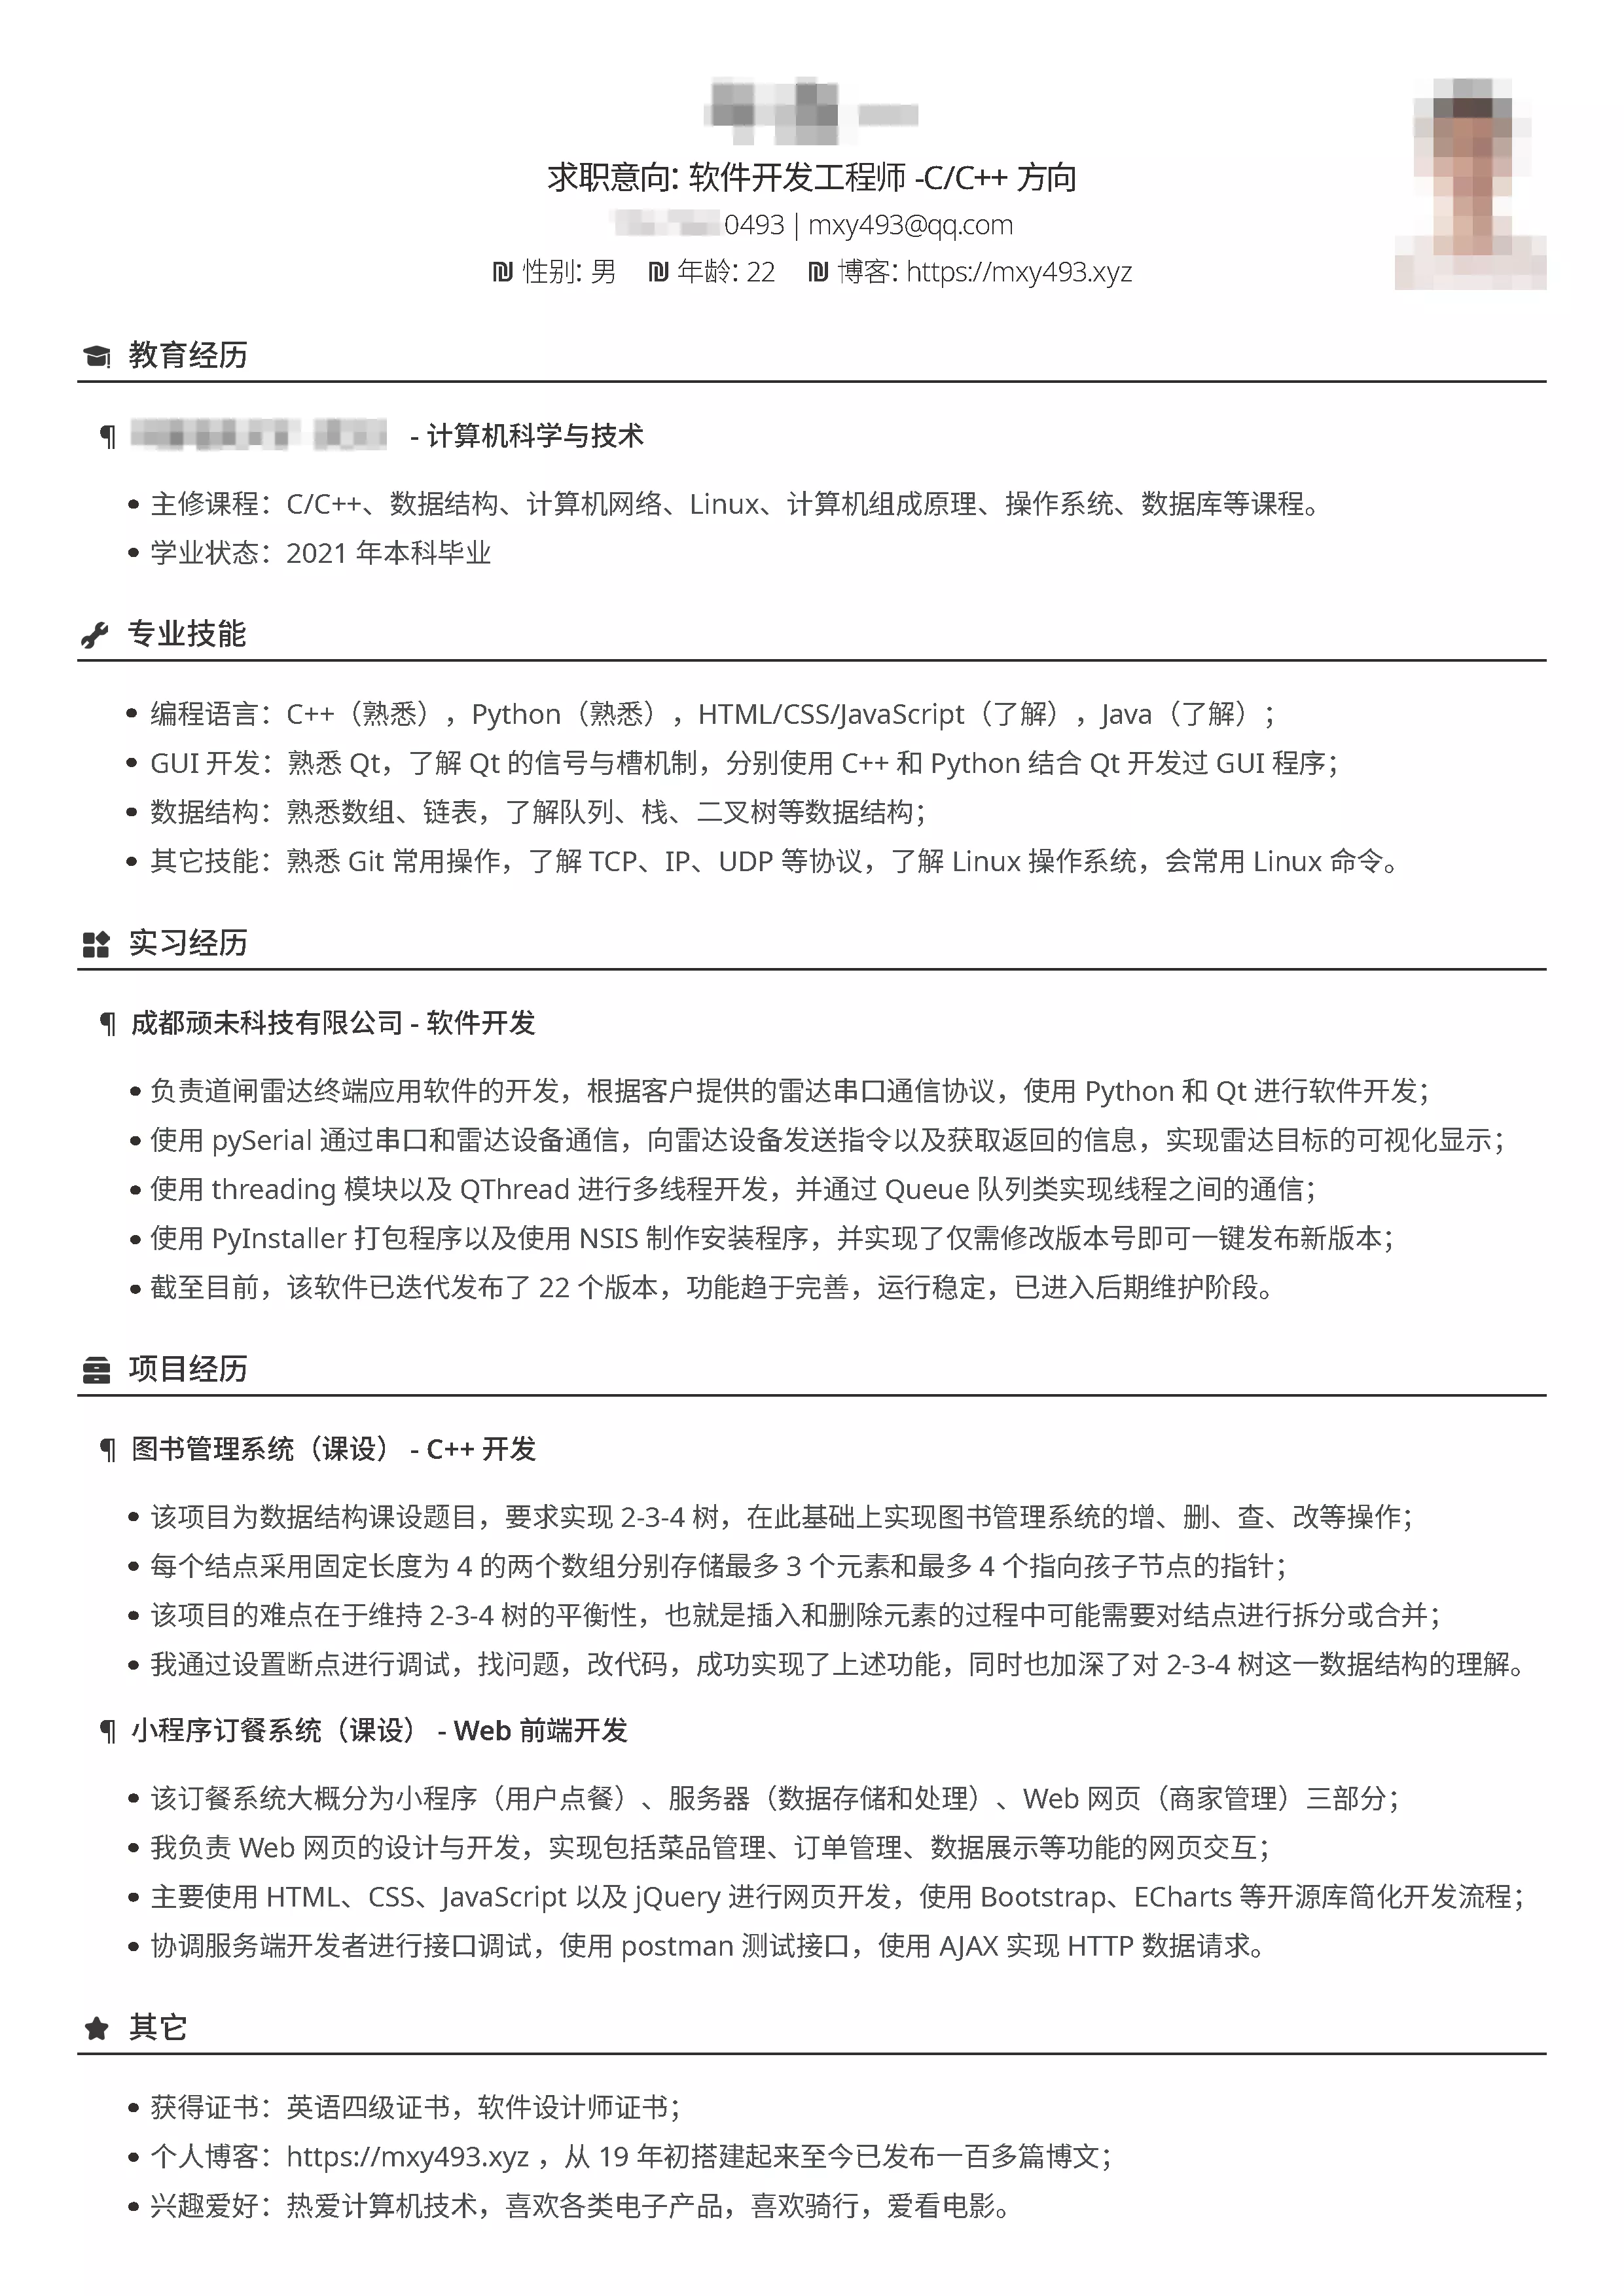 求职意向: 软件开发工程师 -C/C++ 方向
0493 | mxy493@qq.com
₪ 性别: 男 ₪ 年龄: 22 ₪ 博客: https://mxy493.xyz
教育经历
¶ - 计算机科学与技术
• 主修课程：C/C++、数据结构、计算机网络、Linux、计算机组成原理、操作系统、数据库等课程。
• 学业状态：2021 年本科毕业
专业技能
• 编程语言：C++（熟悉），Python（熟悉），HTML/CSS/JavaScript（了解），Java（了解）；
• GUI 开发：熟悉 Qt，了解 Qt 的信号与槽机制，分别使用 C++ 和 Python 结合 Qt 开发过 GUI 程序；
• 数据结构：熟悉数组、链表，了解队列、栈、二叉树等数据结构；
• 其它技能：熟悉 Git 常用操作，了解 TCP、IP、UDP 等协议，了解 Linux 操作系统，会常用 Linux 命令。
实习经历
¶ 成都顽未科技有限公司 - 软件开发
• 负责道闸雷达终端应用软件的开发，根据客户提供的雷达串口通信协议，使用 Python 和 Qt 进行软件开发；
• 使用 pySerial 通过串口和雷达设备通信，向雷达设备发送指令以及获取返回的信息，实现雷达目标的可视化显示；
• 使用 threading 模块以及 QThread 进行多线程开发，并通过 Queue 队列类实现线程之间的通信；
• 使用 PyInstaller 打包程序以及使用 NSIS 制作安装程序，并实现了仅需修改版本号即可一键发布新版本；
• 截至目前，该软件已迭代发布了 22 个版本，功能趋于完善，运行稳定，已进入后期维护阶段。
项目经历
¶ 图书管理系统（课设） - C++ 开发
• 该项目为数据结构课设题目，要求实现 2-3-4 树，在此基础上实现图书管理系统的增、删、查、改等操作；
• 每个结点采用固定长度为 4 的两个数组分别存储最多 3 个元素和最多 4 个指向孩子节点的指针；
• 该项目的难点在于维持 2-3-4 树的平衡性，也就是插入和删除元素的过程中可能需要对结点进行拆分或合并；
• 我通过设置断点进行调试，找问题，改代码，成功实现了上述功能，同时也加深了对 2-3-4 树这一数据结构的理解。
¶ 小程序订餐系统（课设） - Web 前端开发
• 该订餐系统大概分为小程序（用户点餐）、服务器（数据存储和处理）、Web 网页（商家管理）三部分；
• 我负责 Web 网页的设计与开发，实现包括菜品管理、订单管理、数据展示等功能的网页交互；
• 主要使用 HTML、CSS、JavaScript 以及 jQuery 进行网页开发，使用 Bootstrap、ECharts 等开源库简化开发流程；
• 协调服务端开发者进行接口调试，使用 postman 测试接口，使用 AJAX 实现 HTTP 数据请求。
其它
• 获得证书：英语四级证书，软件设计师证书；
• 个人博客：https://mxy493.xyz ，从 19 年初搭建起来至今已发布一百多篇博文；
• 兴趣爱好：热爱计算机技术，喜欢各类电子产品，喜欢骑行，爱看电影。